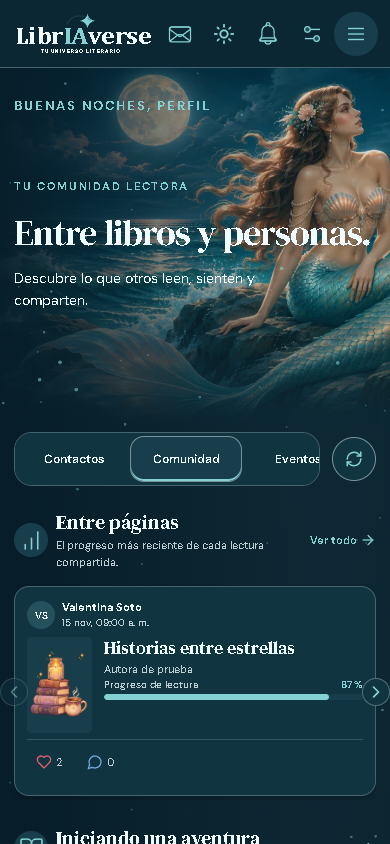 LibrIAverse
TU UNIVERSO LITERARIO
BUENAS NOCHES, PERFIL
TU COMUNIDAD LECTORA
Entre libros y personas.
Descubre lo que otros leen, sienten y
comparten.
Contactos
Comunidad
Eventos
Entre páginas
El progreso más reciente de cada lectura
compartida.
Ver todo
VS
Valentina Soto
15 nov, 09:00 a. m.
Historias entre estrellas
Autora de prueba
Progreso de lectura
87%
2
0
Iniciando una aventura